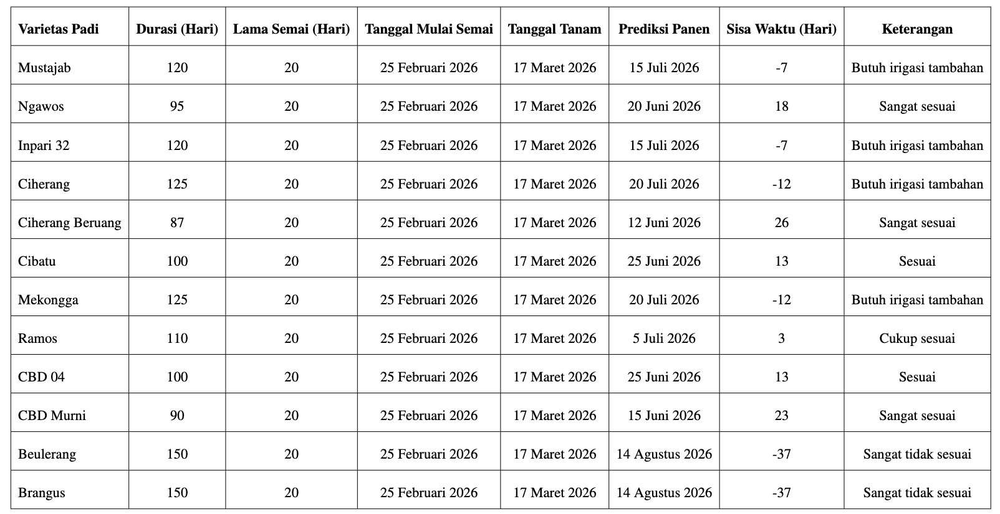 Varietas Padi Durasi (Hari) Lama Semai (Hari) Tanggal Mulai Semai Tanggal Tanam Prediksi Panen Sisa Waktu (Hari) Keterangan
Mustajab 120 20 25 Februari 2026 17 Maret 2026 15 Juli 2026 -7 Butuh irigasi tambahan
Ngawos 95 20 25 Februari 2026 17 Maret 2026 20 Juni 2026 18 Sangat sesuai
Inpari 32 120 20 25 Februari 2026 17 Maret 2026 15 Juli 2026 -7 Butuh irigasi tambahan
Ciherang 125 20 25 Februari 2026 17 Maret 2026 20 Juli 2026 -12 Butuh irigasi tambahan
Ciherang Beruang 87 20 25 Februari 2026 17 Maret 2026 12 Juni 2026 26 Sangat sesuai
Cibatu 100 20 25 Februari 2026 17 Maret 2026 25 Juni 2026 13 Sesuai
Mekongga 125 20 25 Februari 2026 17 Maret 2026 20 Juli 2026 -12 Butuh irigasi tambahan
Ramos 110 20 25 Februari 2026 17 Maret 2026 5 Juli 2026 3 Cukup sesuai
CBD 04 100 20 25 Februari 2026 17 Maret 2026 25 Juni 2026 13 Sesuai
CBD Murni 90 20 25 Februari 2026 17 Maret 2026 15 Juni 2026 23 Sangat sesuai
Beulerang 150 20 25 Februari 2026 17 Maret 2026 14 Agustus 2026 -37 Sangat tidak sesuai
Brangus 150 20 25 Februari 2026 17 Maret 2026 14 Agustus 2026 -37 Sangat tidak sesuai